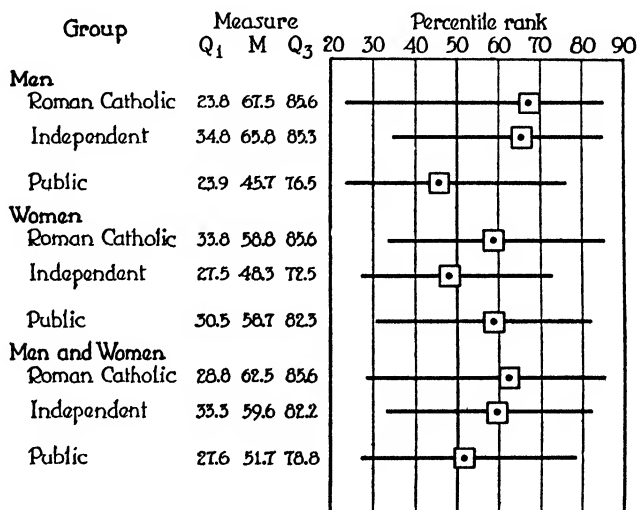 Group Measure Percentile rank
Q1 M Q3 20 30 40 50 60 70 80 90
Men
Roman Catholic 23.8 67.5 85.6
Independent 34.8 65.8 85.3
Public 23.9 45.7 76.5
Women
Roman Catholic 33.8 58.8 85.6
Independent 27.5 48.3 72.5
Public 30.5 58.7 82.3
Men and Women
Roman Catholic 28.8 62.5 85.6
Independent 33.3 59.6 82.2
Public 27.6 51.7 78.8